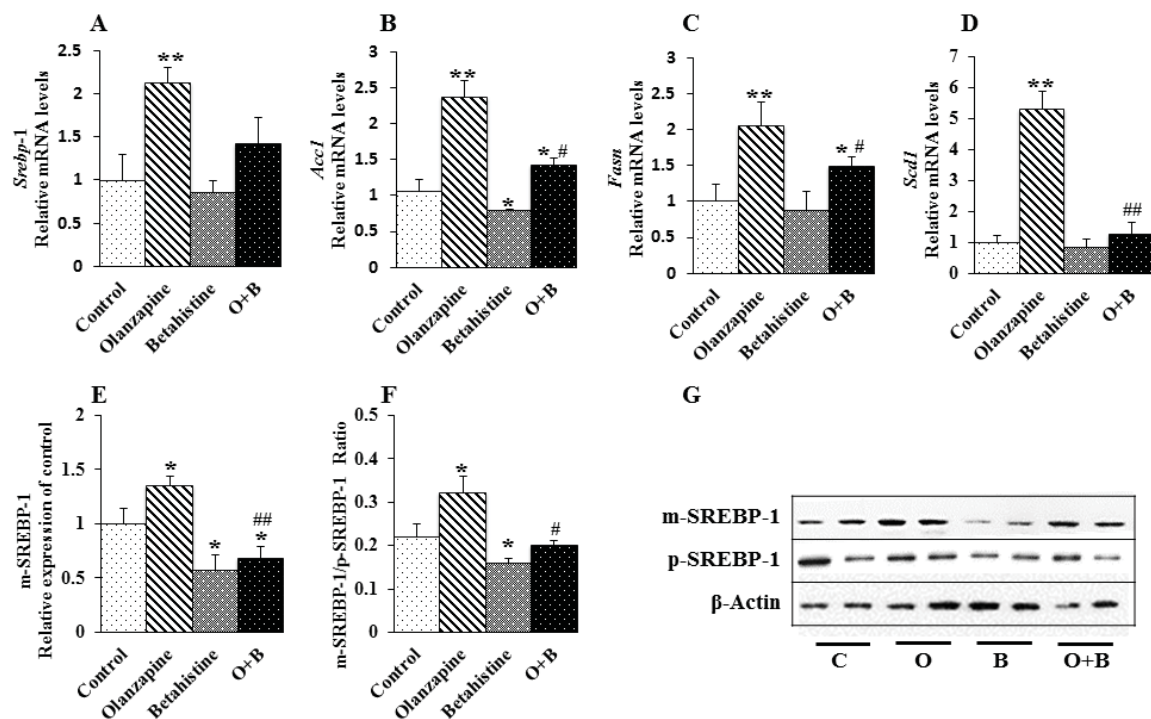 A
Srebp-1
Relative mRNA levels
2.5
2
1.5
1
0.5
0
**
Control
Olanzapine
Betahistine
O+B
B
Acc1
Relative mRNA levels
3
2.5
2
1.5
1
0.5
0
**
*
* #
Control
Olanzapine
Betahistine
O+B
C
Fasn
Relative mRNA levels
3
2.5
2
1.5
1
0.5
0
**
* #
Control
Olanzapine
Betahistine
O+B
D
Scd1
Relative mRNA levels
7
6
5
4
3
2
1
0
**
##
Control
Olanzapine
Betahistine
O+B
E
m-SREBP-1
Relative expression of control
2
1.5
1
0.5
0
*
*
##
*
Control
Olanzapine
Betahistine
O+B
F
m-SREBP-1/p-SREBP-1 Ratio
0.5
0.4
0.3
0.2
0.1
0
*
*
#
Control
Olanzapine
Betahistine
O+B
G
m-SREBP-1
p-SREBP-1
β-Actin
C O B O+B